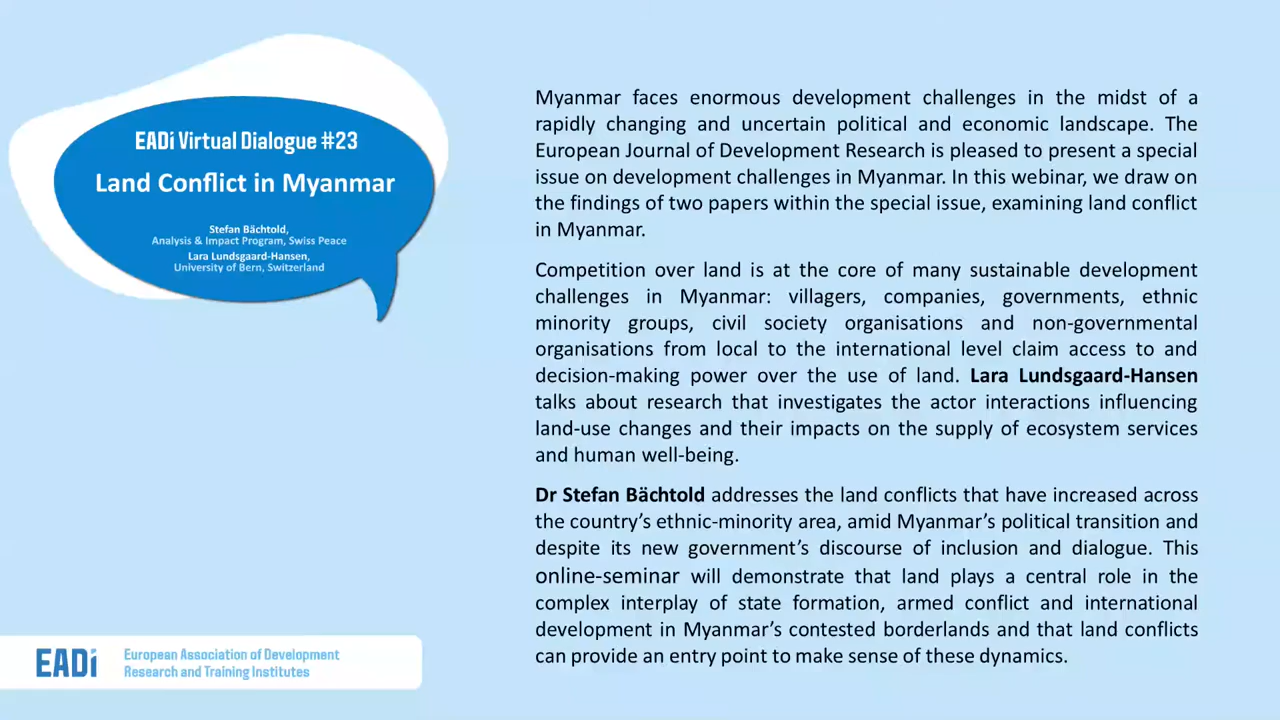 EADi Virtual Dialogue #23
Land Conflict in Myanmar
Stefan Bächtold,
Analysis & Impact Program, Swiss Peace
Lara Lundsgaard-Hansen,
University of Bern, Switzerland
Myanmar faces enormous development challenges in the midst of a
rapidly changing and uncertain political and economic landscape. The
European Journal of Development Research is pleased to present a special
issue on development challenges in Myanmar. In this webinar, we draw on
the findings of two papers within the special issue, examining land conflict
in Myanmar.
Competition over land is at the core of many sustainable development
challenges in Myanmar: villagers, companies, governments, ethnic
minority groups, civil society organisations and non-governmental
organisations from local to the international level claim access to and
decision-making power over the use of land. Lara Lundsgaard-Hansen
talks about research that investigates the actor interactions influencing
land-use changes and their impacts on the supply of ecosystem services
and human well-being.
Dr Stefan Bächtold addresses the land conflicts that have increased across
the country's ethnic-minority area, amid Myanmar's political transition and
despite its new government's discourse of inclusion and dialogue. This
online-seminar will demonstrate that land plays a central role in the
complex interplay of state formation, armed conflict and international
development in Myanmar's contested borderlands and that land conflicts
can provide an entry point to make sense of these dynamics.
EADi
European Association of Development
Research and Training Institutes